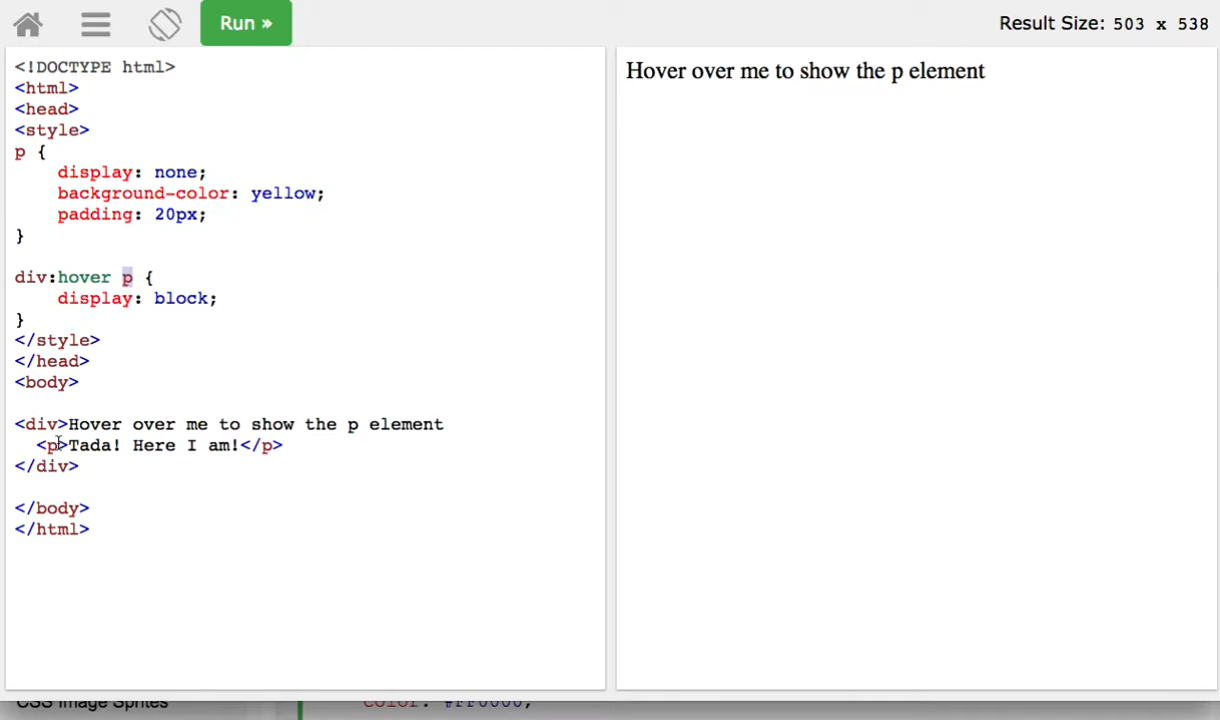 Run »
Result Size: 503 x 538
<!DOCTYPE html>
<html>
<head>
<style>
p {
    display: none;
    background-color: yellow;
    padding: 20px;
}
div:hover p {
    display: block;
}
</style>
</head>
<body>
<div>Hover over me to show the p element
  <p>Tada! Here I am!</p>
</div>
</body>
</html>
Hover over me to show the p element
CSS Image Sprites
color: #ff0000;